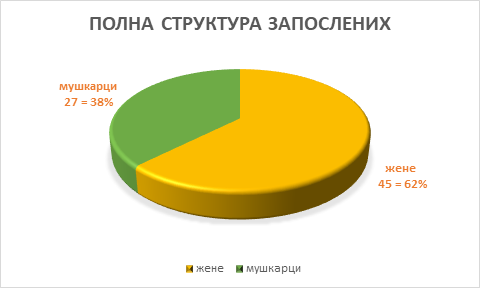 ПОЛНА СТРУКТУРА ЗАПОСЛЕНИХ
мушкарци
27 = 38%
жене
45 = 62%
жене
мушкарци